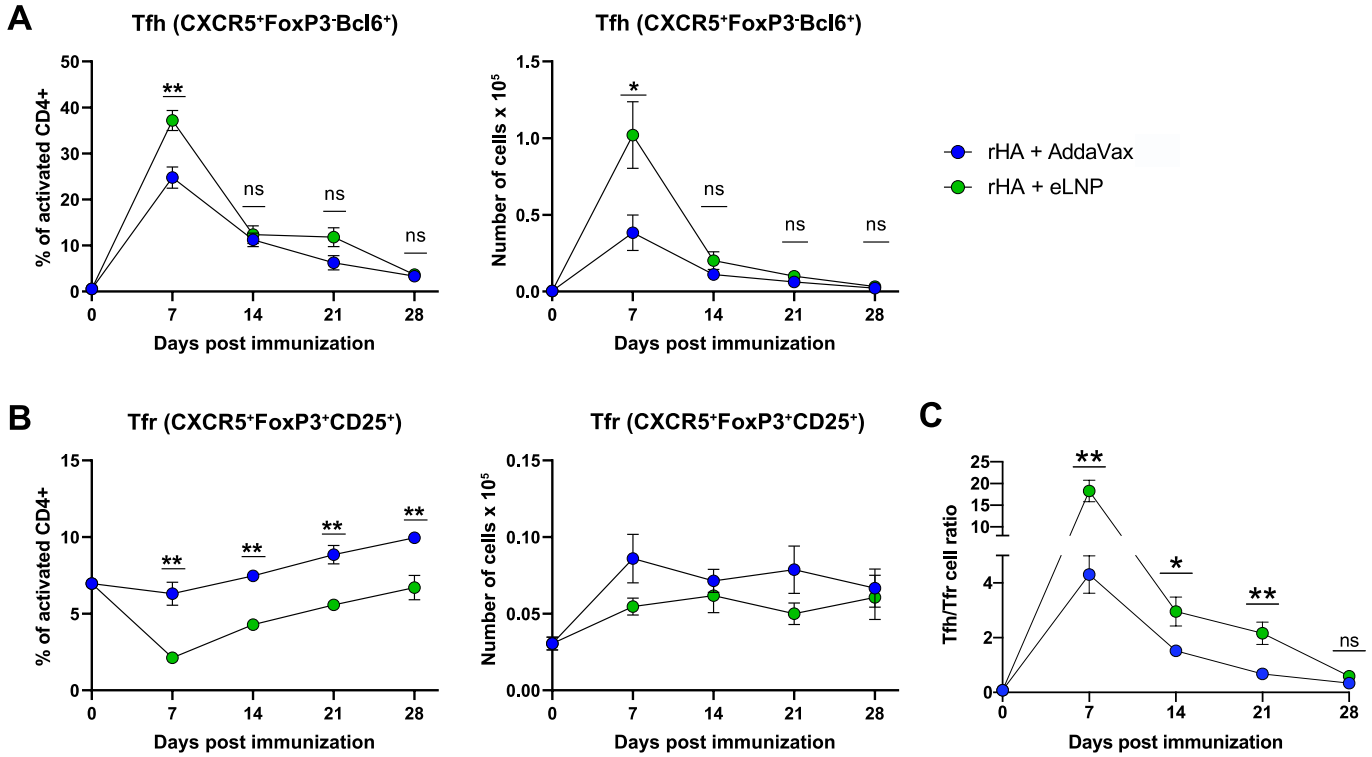 A
Tfh (CXCR5⁺FoxP3⁻Bcl6⁺)
% of activated CD4+
50
40
30
20
10
0
**
ns
ns
ns
0 7 14 21 28
Days post immunization
Tfh (CXCR5⁺FoxP3⁻Bcl6⁺)
Number of cells x 10⁵
1.5
1.0
0.5
0.0
*
ns
ns
ns
0 7 14 21 28
Days post immunization
rHA + AddaVax
rHA + eLNP
B
Tfr (CXCR5⁺FoxP3⁺CD25⁺)
% of activated CD4+
15
10
5
0
**
**
**
**
0 7 14 21 28
Days post immunization
Tfr (CXCR5⁺FoxP3⁺CD25⁺)
Number of cells x 10⁵
0.15
0.10
0.05
0.00
0 7 14 21 28
Days post immunization
C
Tfh/Tfr cell ratio
25
20
15
10
4
2
0
**
*
**
ns
0 7 14 21 28
Days post immunization